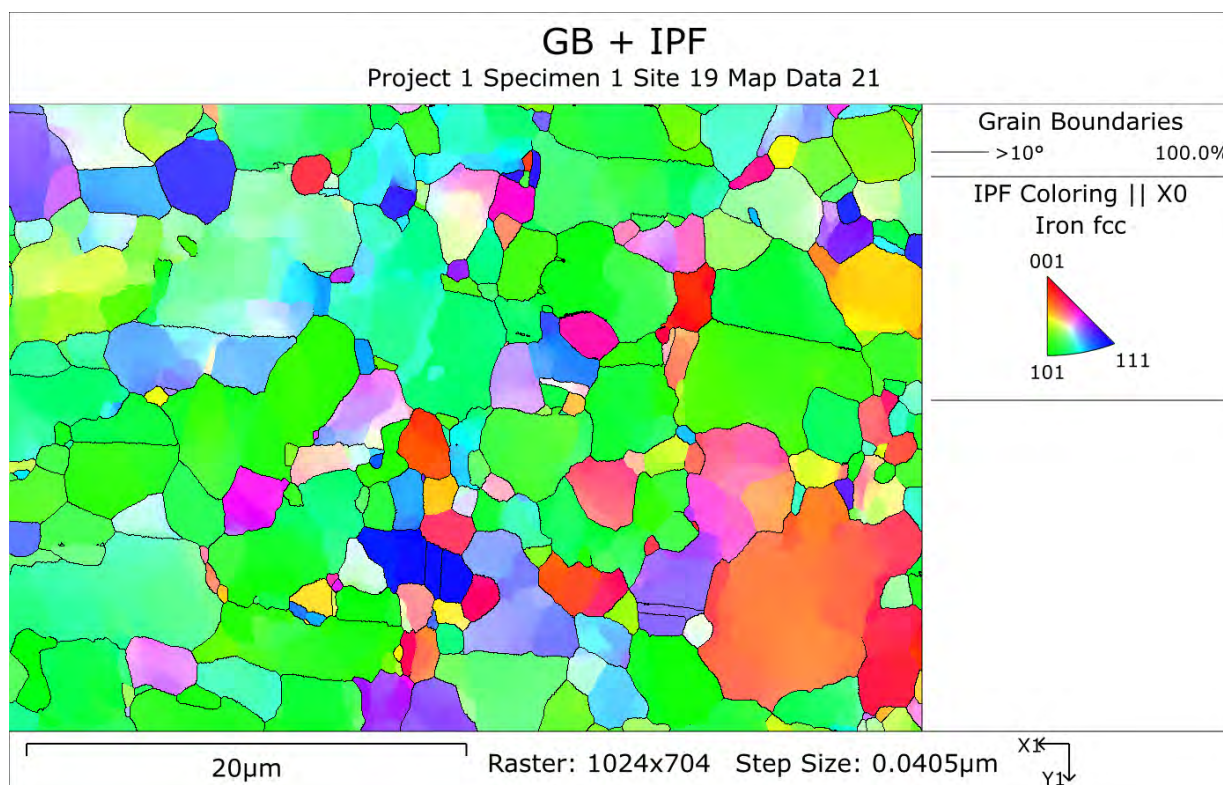 GB + IPF
Project 1 Specimen 1 Site 19 Map Data 21
Grain Boundaries
>10° 100.0%
IPF Coloring || X0
Iron fcc
001
101
111
20µm
Raster: 1024x704 Step Size: 0.0405µm
X1
Y1